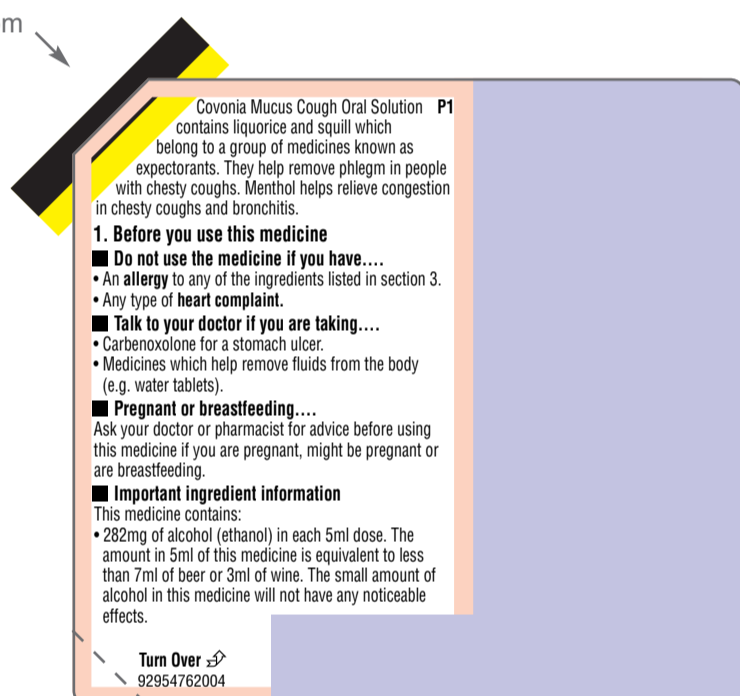 m
Covonia Mucus Cough Oral Solution P1
contains liquorice and squill which
belong to a group of medicines known as
expectorants. They help remove phlegm in people
with chesty coughs. Menthol helps relieve congestion
in chesty coughs and bronchitis.
1. Before you use this medicine
■ Do not use the medicine if you have....
• An allergy to any of the ingredients listed in section 3.
• Any type of heart complaint.
■ Talk to your doctor if you are taking....
• Carbenoxolone for a stomach ulcer.
• Medicines which help remove fluids from the body
(e.g. water tablets).
■ Pregnant or breastfeeding....
Ask your doctor or pharmacist for advice before using
this medicine if you are pregnant, might be pregnant or
are breastfeeding.
■ Important ingredient information
This medicine contains:
• 282mg of alcohol (ethanol) in each 5ml dose. The
amount in 5ml of this medicine is equivalent to less
than 7ml of beer or 3ml of wine. The small amount of
alcohol in this medicine will not have any noticeable
effects.
Turn Over
92954762004